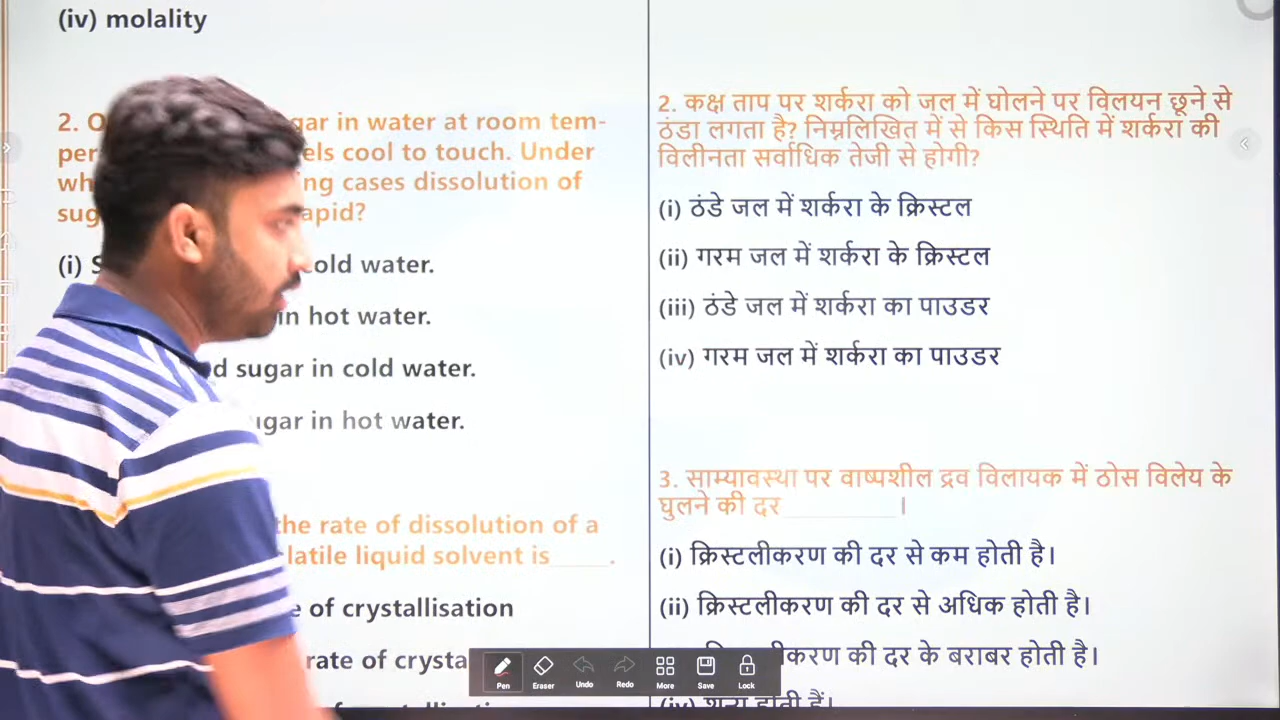 (iv) molality
2. O gar in water at room tem-
per els cool to touch. Under
wh ng cases dissolution of
sug apid?
(i) S cold water.
in hot water.
d sugar in cold water.
ugar in hot water.
the rate of dissolution of a
latile liquid solvent is____.
e of crystallisation
rate of crysta
2. कक्ष ताप पर शर्करा को जल में घोलने पर विलयन छूने से
ठंडा लगता है? निम्नलिखित में से किस स्थिति में शर्करा की
विलीनता सर्वाधिक तेजी से होगी?
(i) ठंडे जल में शर्करा के क्रिस्टल
(ii) गरम जल में शर्करा के क्रिस्टल
(iii) ठंडे जल में शर्करा का पाउडर
(iv) गरम जल में शर्करा का पाउडर
3. साम्यावस्था पर वाष्पशील द्रव विलायक में ठोस विलेय के
घुलने की दर________।
(i) क्रिस्टलीकरण की दर से कम होती है।
(ii) क्रिस्टलीकरण की दर से अधिक होती है।
करण की दर के बराबर होती है।
(iv) शून्य होती हैं।
Pen Eraser Undo Redo More Save Lock